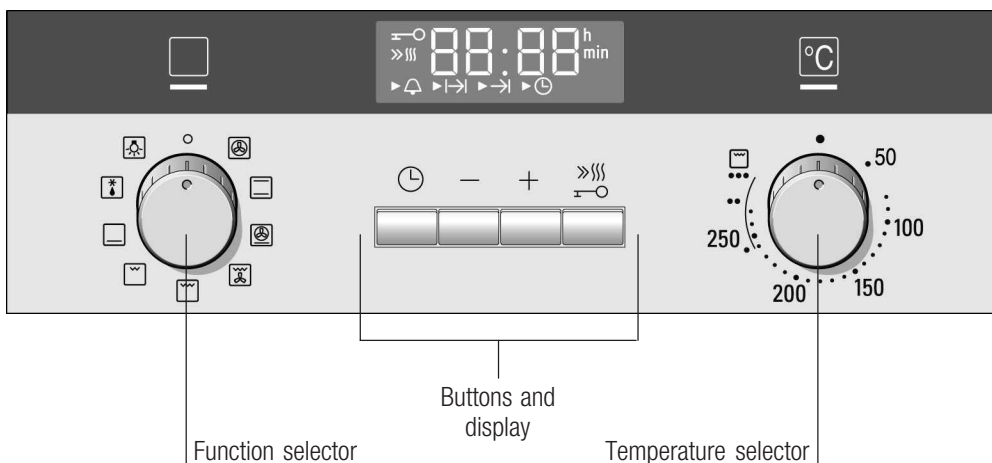 88:88 h
min
°C
50
100
150
200
250
Buttons and
display
Function selector
Temperature selector